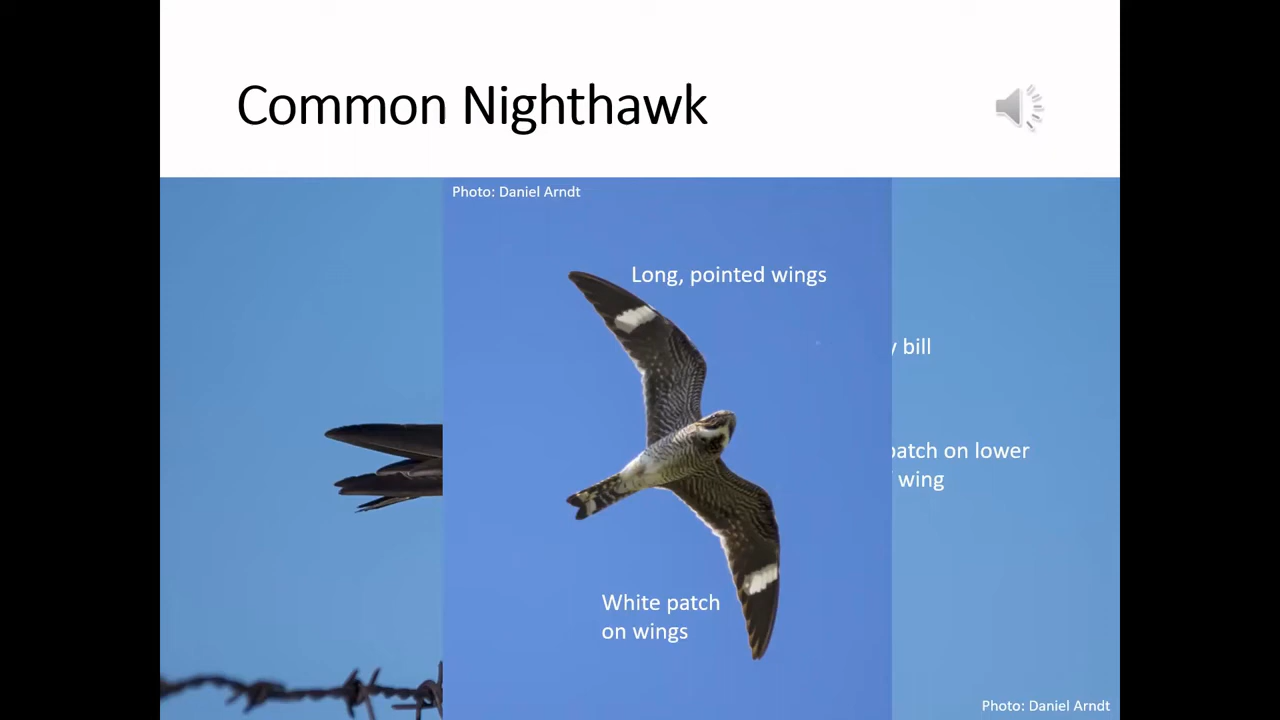 Common Nighthawk
Photo: Daniel Arndt
Long, pointed wings
bill
patch on lower
wing
White patch
on wings
Photo: Daniel Arndt